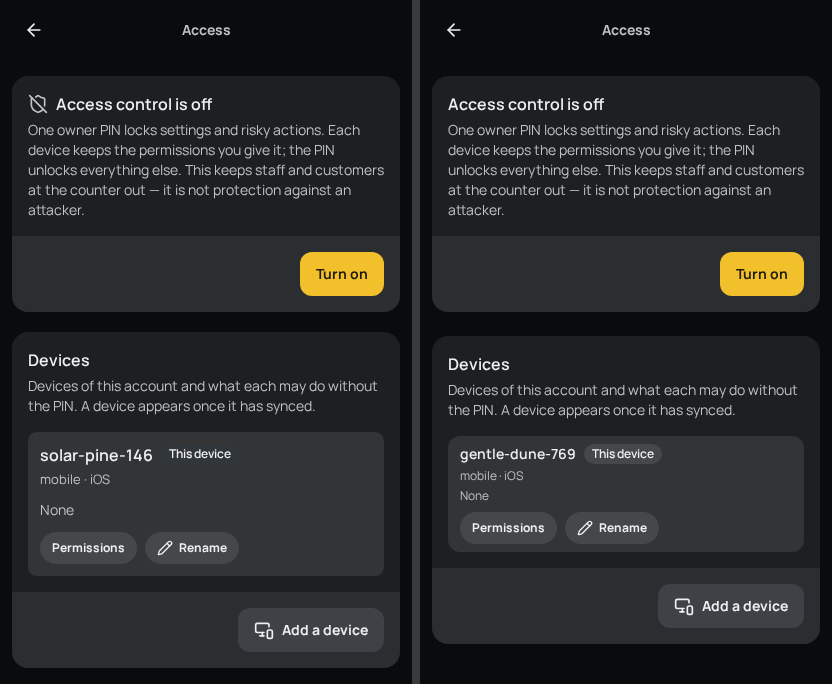 Access
Access control is off
One owner PIN locks settings and risky actions. Each
device keeps the permissions you give it; the PIN
unlocks everything else. This keeps staff and customers
at the counter out — it is not protection against an
attacker.
Turn on
Devices
Devices of this account and what each may do without
the PIN. A device appears once it has synced.
solar-pine-146 This device
mobile · iOS
None
Permissions Rename
Add a device
Access
Access control is off
One owner PIN locks settings and risky actions. Each
device keeps the permissions you give it; the PIN
unlocks everything else. This keeps staff and customers
at the counter out — it is not protection against an
attacker.
Turn on
Devices
Devices of this account and what each may do without
the PIN. A device appears once it has synced.
gentle-dune-769 This device
mobile · iOS
None
Permissions Rename
Add a device